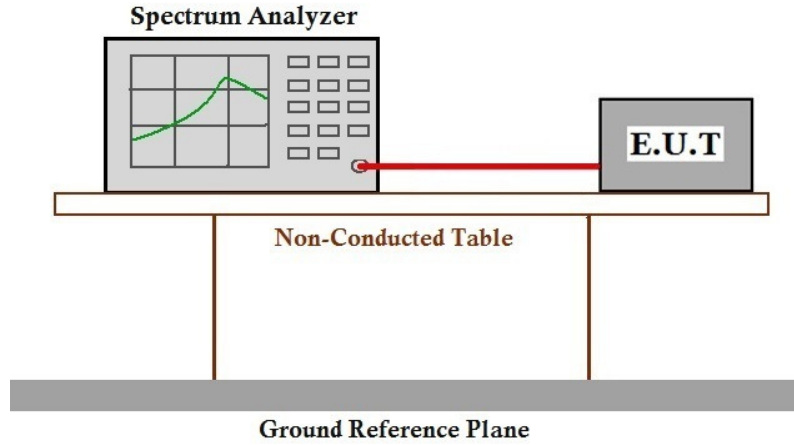 Spectrum Analyzer
E.U.T
Non-Conducted Table
Ground Reference Plane